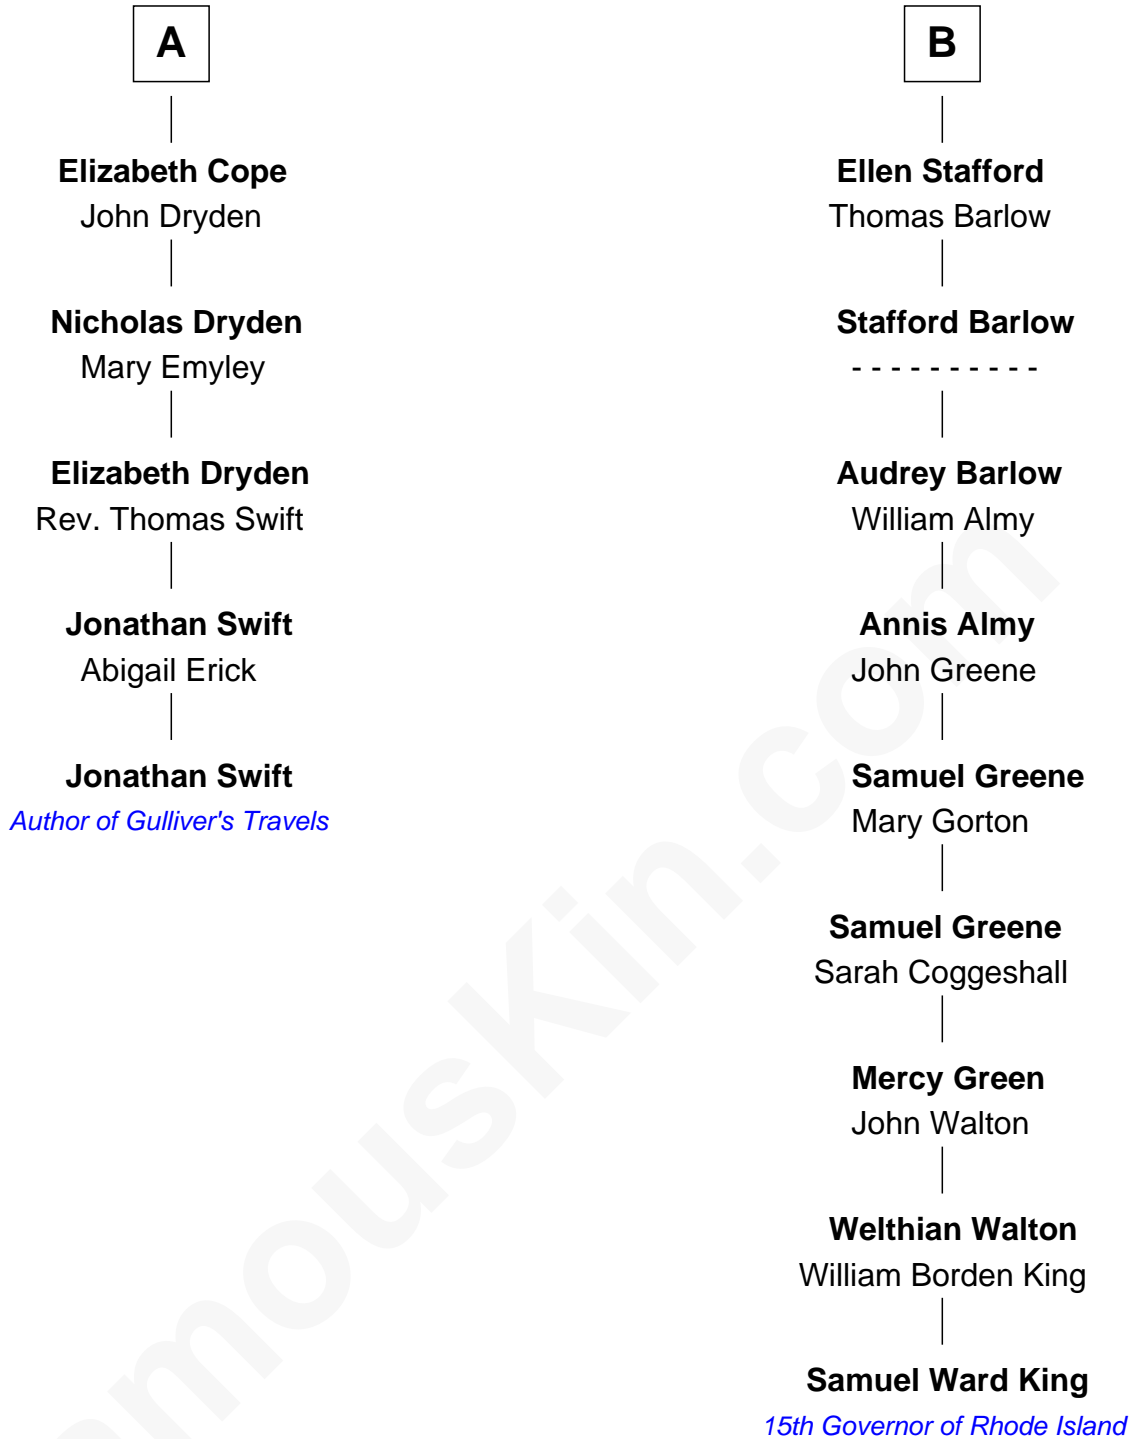 A
Elizabeth Cope
John Dryden
Nicholas Dryden
Mary Emyley
Elizabeth Dryden
Rev. Thomas Swift
Jonathan Swift
Abigail Erick
Jonathan Swift
Author of Gulliver's Travels
B
Ellen Stafford
Thomas Barlow
Stafford Barlow
- - - - - - - - - -
Audrey Barlow
William Almy
Annis Almy
John Greene
Samuel Greene
Mary Gorton
Samuel Greene
Sarah Coggeshall
Mercy Green
John Walton
Welthian Walton
William Borden King
Samuel Ward King
15th Governor of Rhode Island
mouskin.com